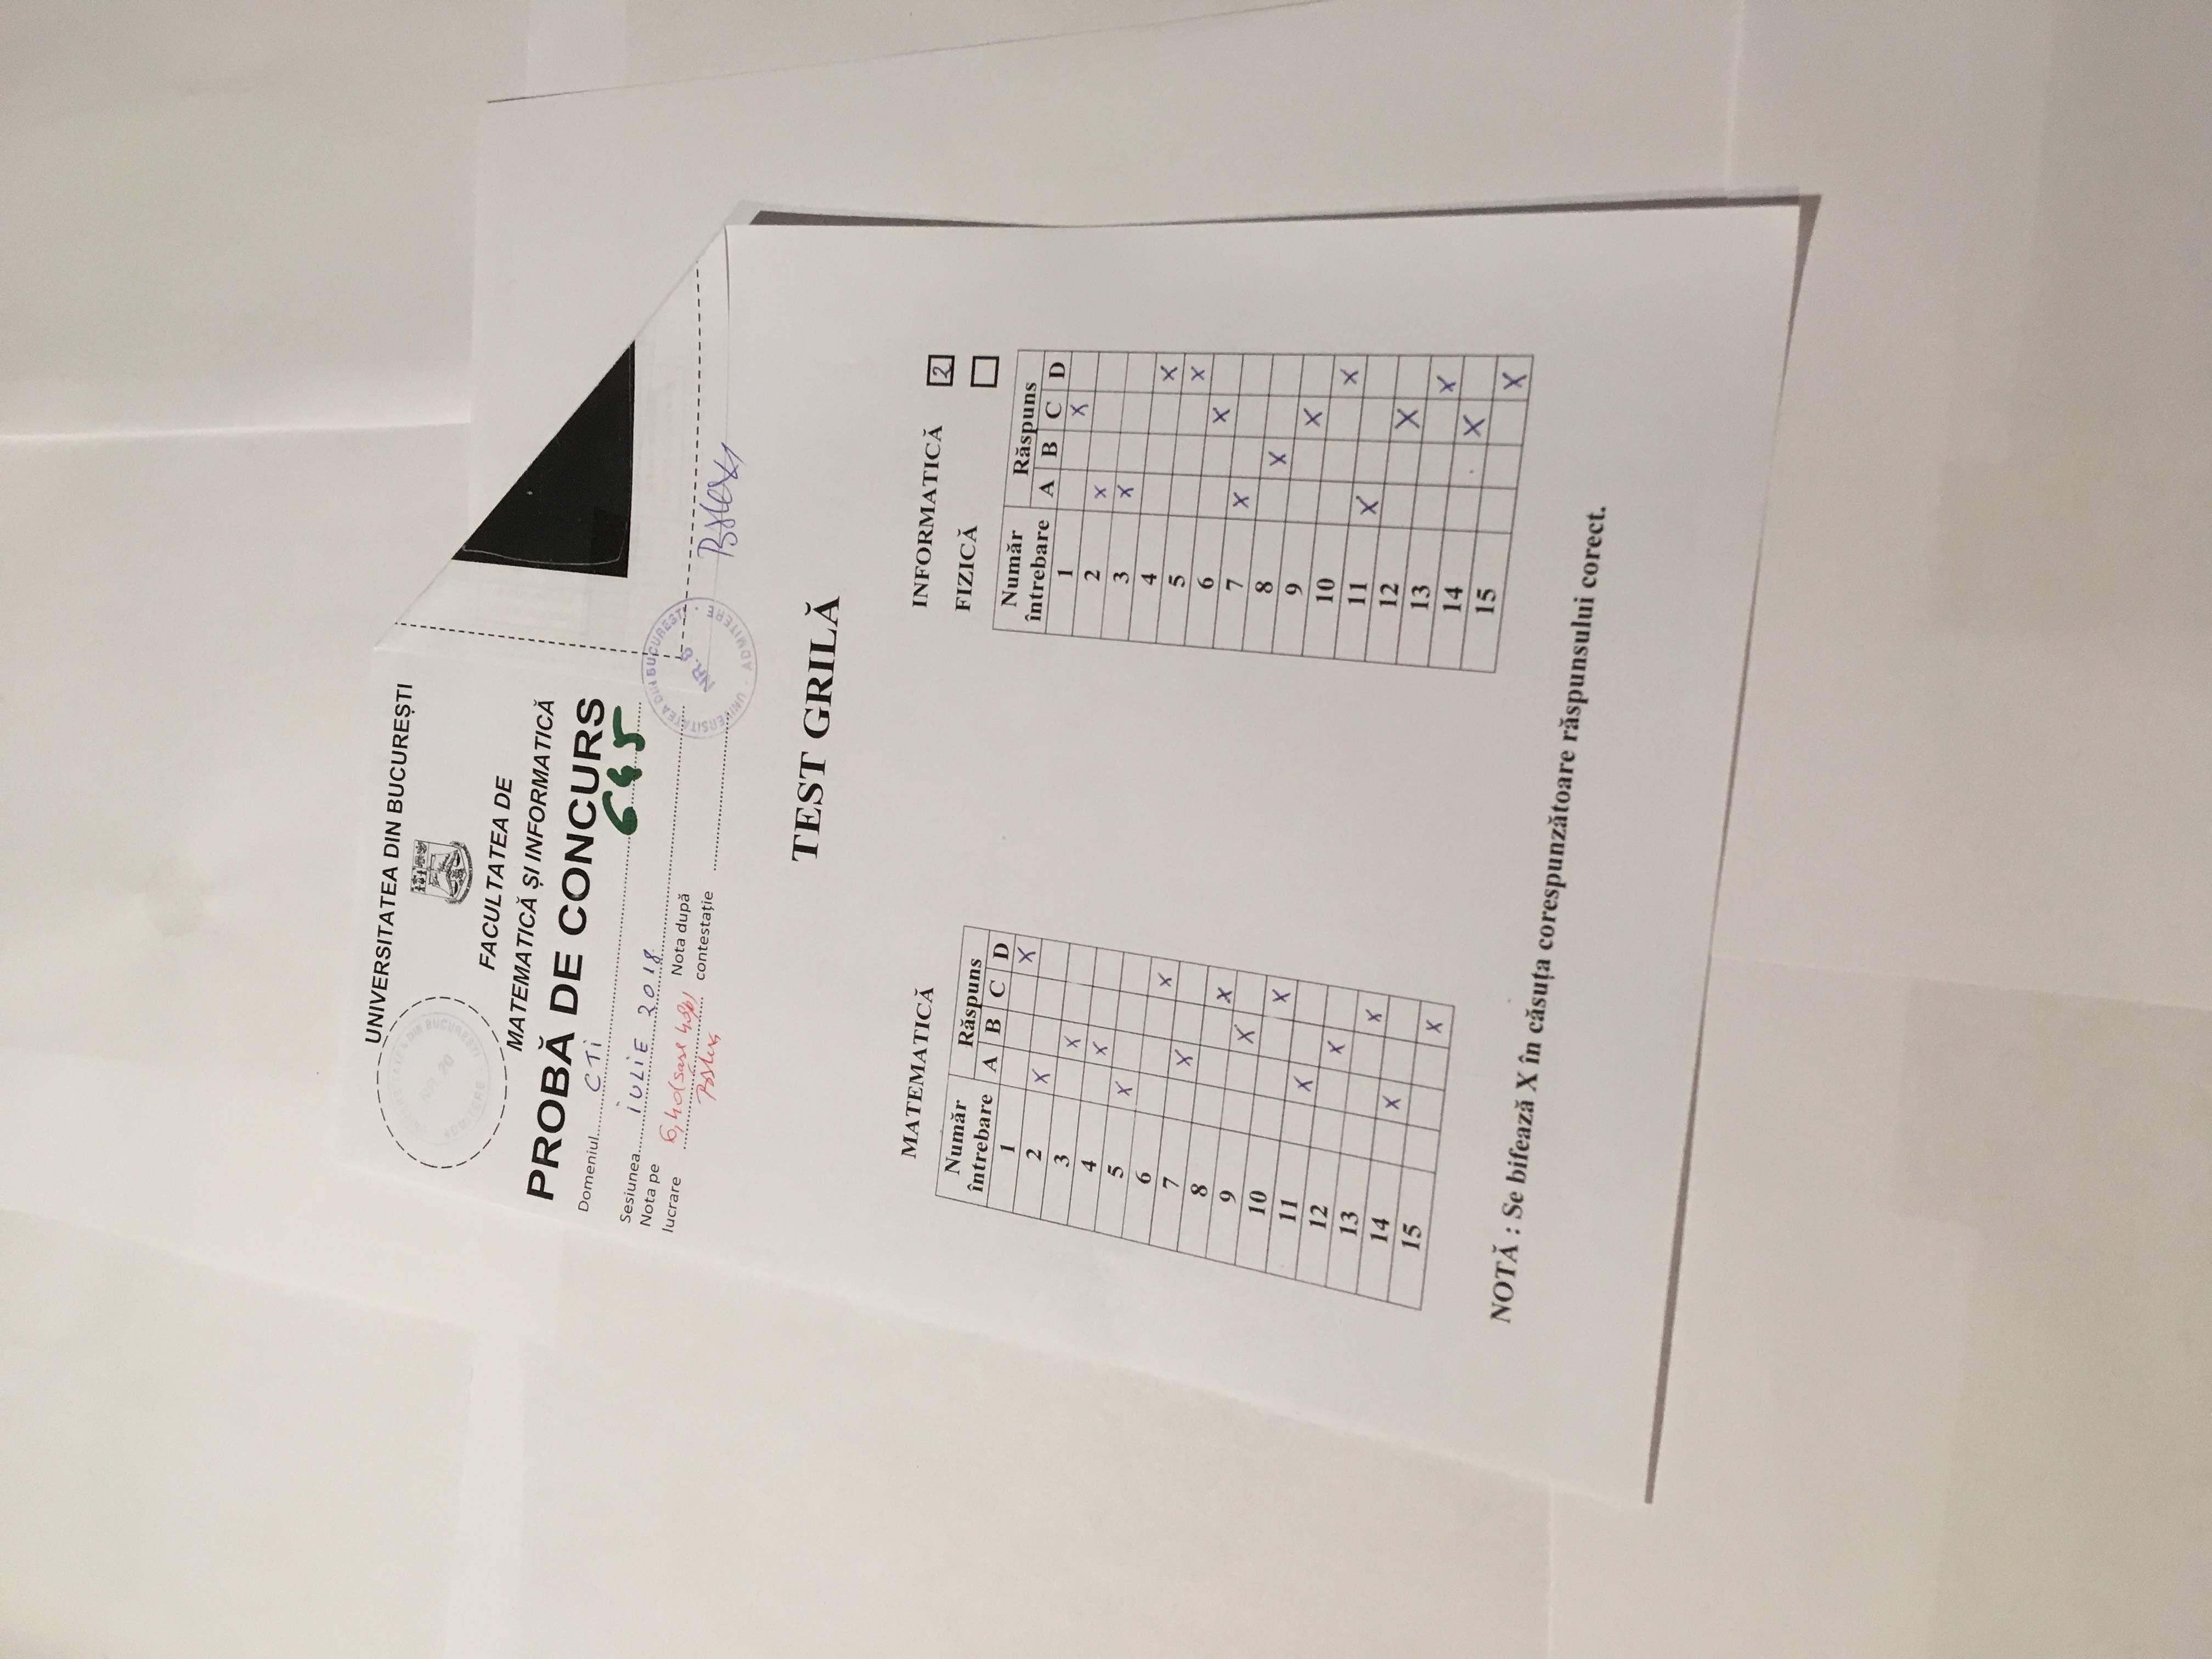 UNIVERSITATEA DIN BUCUREȘTI
FACULTATEA DE
MATEMATICĂ ȘI INFORMATICĂ
PROBĂ DE CONCURS
Domeniul CTi
645
Sesiunea iULiE 2018
Nota pe lucrare 6,40 (șase
Nota după contestație
UNIVERSITATEA DIN BUCUREȘTI
NR. 8
ADMITERE
TEST GRILĂ
MATEMATICĂ
Număr întrebare Răspuns
A B C D
1 X
2 X
3 X
4 X
5 X
6 X
7 X
8 X
9 X
10 X
11 X
12 X
13 X
14 X
15 X
INFORMATICĂ 2
FIZICĂ
Număr întrebare Răspuns
A B C D
1 X
2 X
3 X
4 X
5 X
6 X
7 X
8 X
9 X
10 X
11 X
12 X
13 X
14 X
15 X
NOTĂ : Se bifează X în căsuța corespunzătoare răspunsului corect.